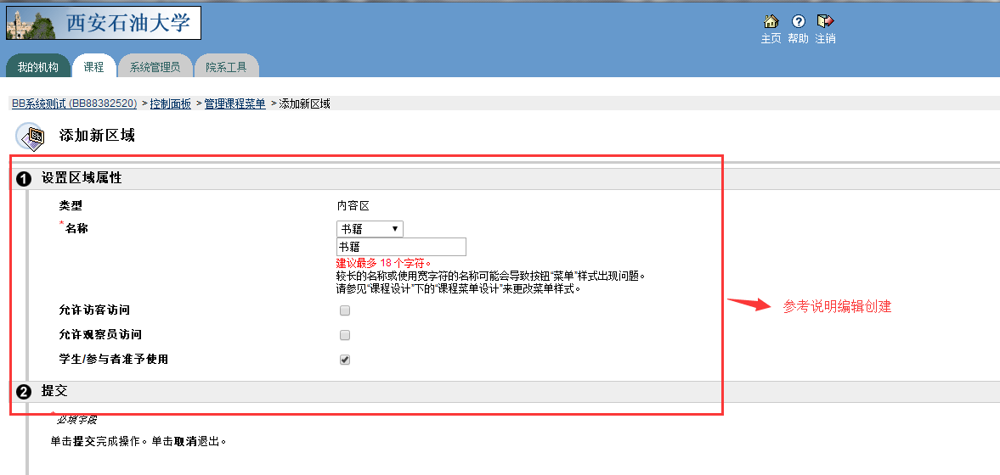 西安石油大学
主页 帮助 注销
我的机构 课程 系统管理员 院系工具
BB系统测试 (BB88382520) > 控制面板 > 管理课程菜单 > 添加新区域
添加新区域
1 设置区域属性
类型 内容区
*名称 书籍
书籍
建议最多 18 个字符。
较长的名称或使用宽字符的名称可能会导致按钮“菜单”样式出现问题。
请参见“课程设计”下的“课程菜单设计”来更改菜单样式。
允许访客访问
参考说明编辑创建
允许观察员访问
学生/参与者准予使用
2 提交
*必填字段
单击提交完成操作。单击取消退出。